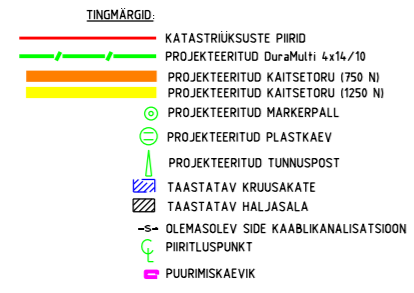 TINGMÄRGID:
KATASTRIÜKSUSTE PIIRID
PROJEKTEERITUD DuraMulti 4x14/10
PROJEKTEERITUD KAITSETORU (750 N)
PROJEKTEERITUD KAITSETORU (1250 N)
PROJEKTEERITUD MARKERPALL
PROJEKTEERITUD PLASTKAEV
PROJEKTEERITUD TUNNUSPOST
TAASTATAV KRUUSAKATE
TAASTATAV HALJASALA
-S- OLEMASOLEV SIDE KAABLIKANALISATSIOON
PIIRITLUSPUNKT
PUURIMISKAEVIK